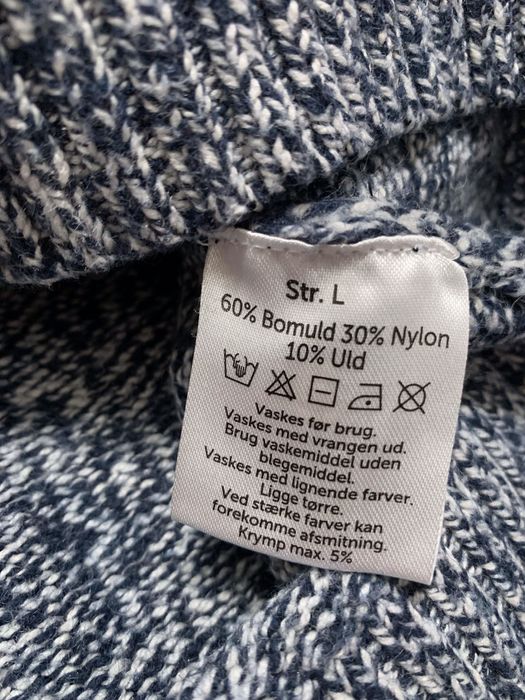 Str. L
60% Bomuld 30% Nylon
10% Uld
Vaskes før brug.
Vaskes med vrangen ud.
Brug vaskemiddel uden
blegemiddel.
Vaskes med lignende farver.
Ligge tørre.
Ved stærke farver kan
forekomme afsmitning.
Krymp max. 5%